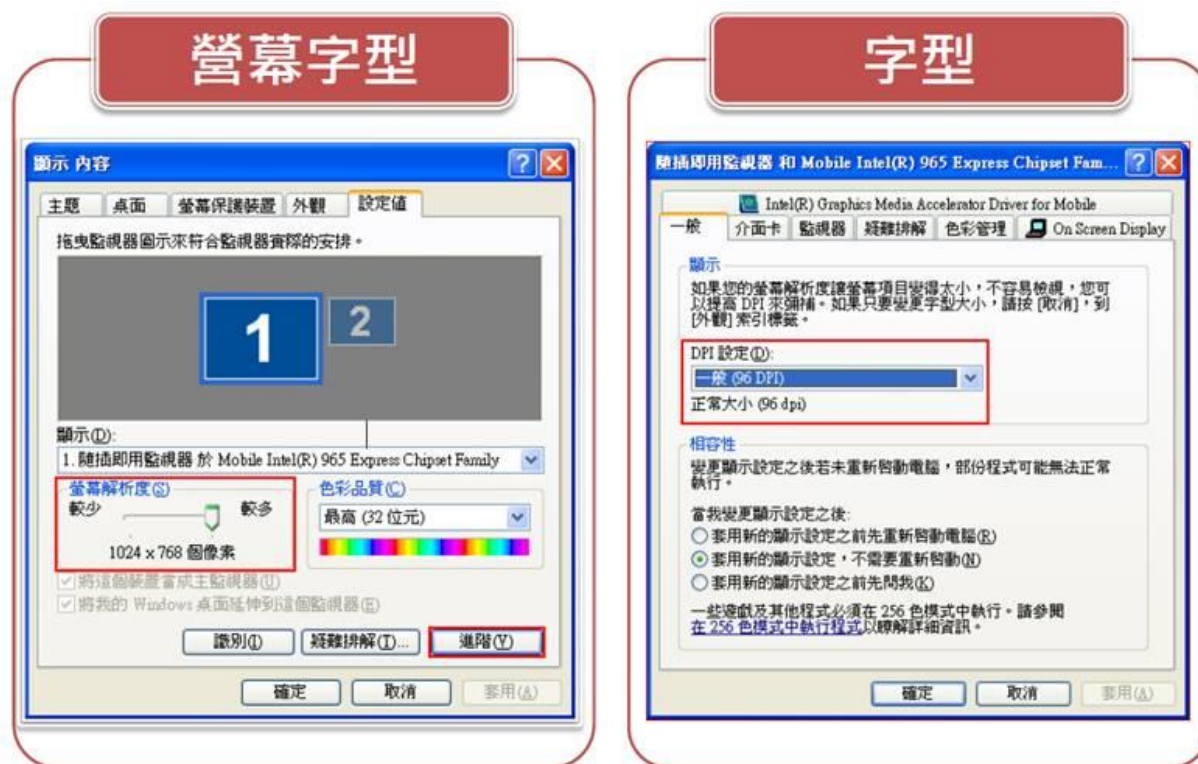 營幕字型
顯示 內容
主題 桌面 螢幕保護裝置 外觀 設定值
拖曳監視器圖示來符合監視器實際的安排。
1 2
顯示(D):
1. 隨插即用監視器 於 Mobile Intel(R) 965 Express Chipset Family
螢幕解析度(S)
較少 較多
1024 x 768 個像素
色彩品質(C)
最高 (32 位元)
將這個裝置當成主監視器(U)
將我的 Windows 桌面延伸到這個監視器(E)
識別(I) 疑難排解(T)... 進階(V)
確定 取消 套用(A)
字型
隨插即用監視器 和 Mobile Intel(R) 965 Express Chipset Fam...
Intel(R) Graphics Media Accelerator Driver for Mobile
一般 介面卡 監視器 疑難排解 色彩管理 On Screen Display
顯示
如果您的螢幕解析度讓螢幕項目變得太小，不容易檢視，您可
以提高 DPI 來彌補。如果只要變更字型大小，請按 [取消]，到
[外觀] 索引標籤。
DPI 設定(D):
一般 (96 DPI)
正常大小 (96 dpi)
相容性
變更顯示設定之後若未重新啟動電腦，部份程式可能無法正常
執行。
當我變更顯示設定之後:
套用新的顯示設定之前先重新啟動電腦(R)
套用新的顯示設定，不需要重新啟動(N)
套用新的顯示設定之前先問我(K)
一些遊戲及其他程式必須在 256 色模式中執行。請參閱
在 256 色模式中執行程式以瞭解詳細資訊。
確定 取消 套用(A)